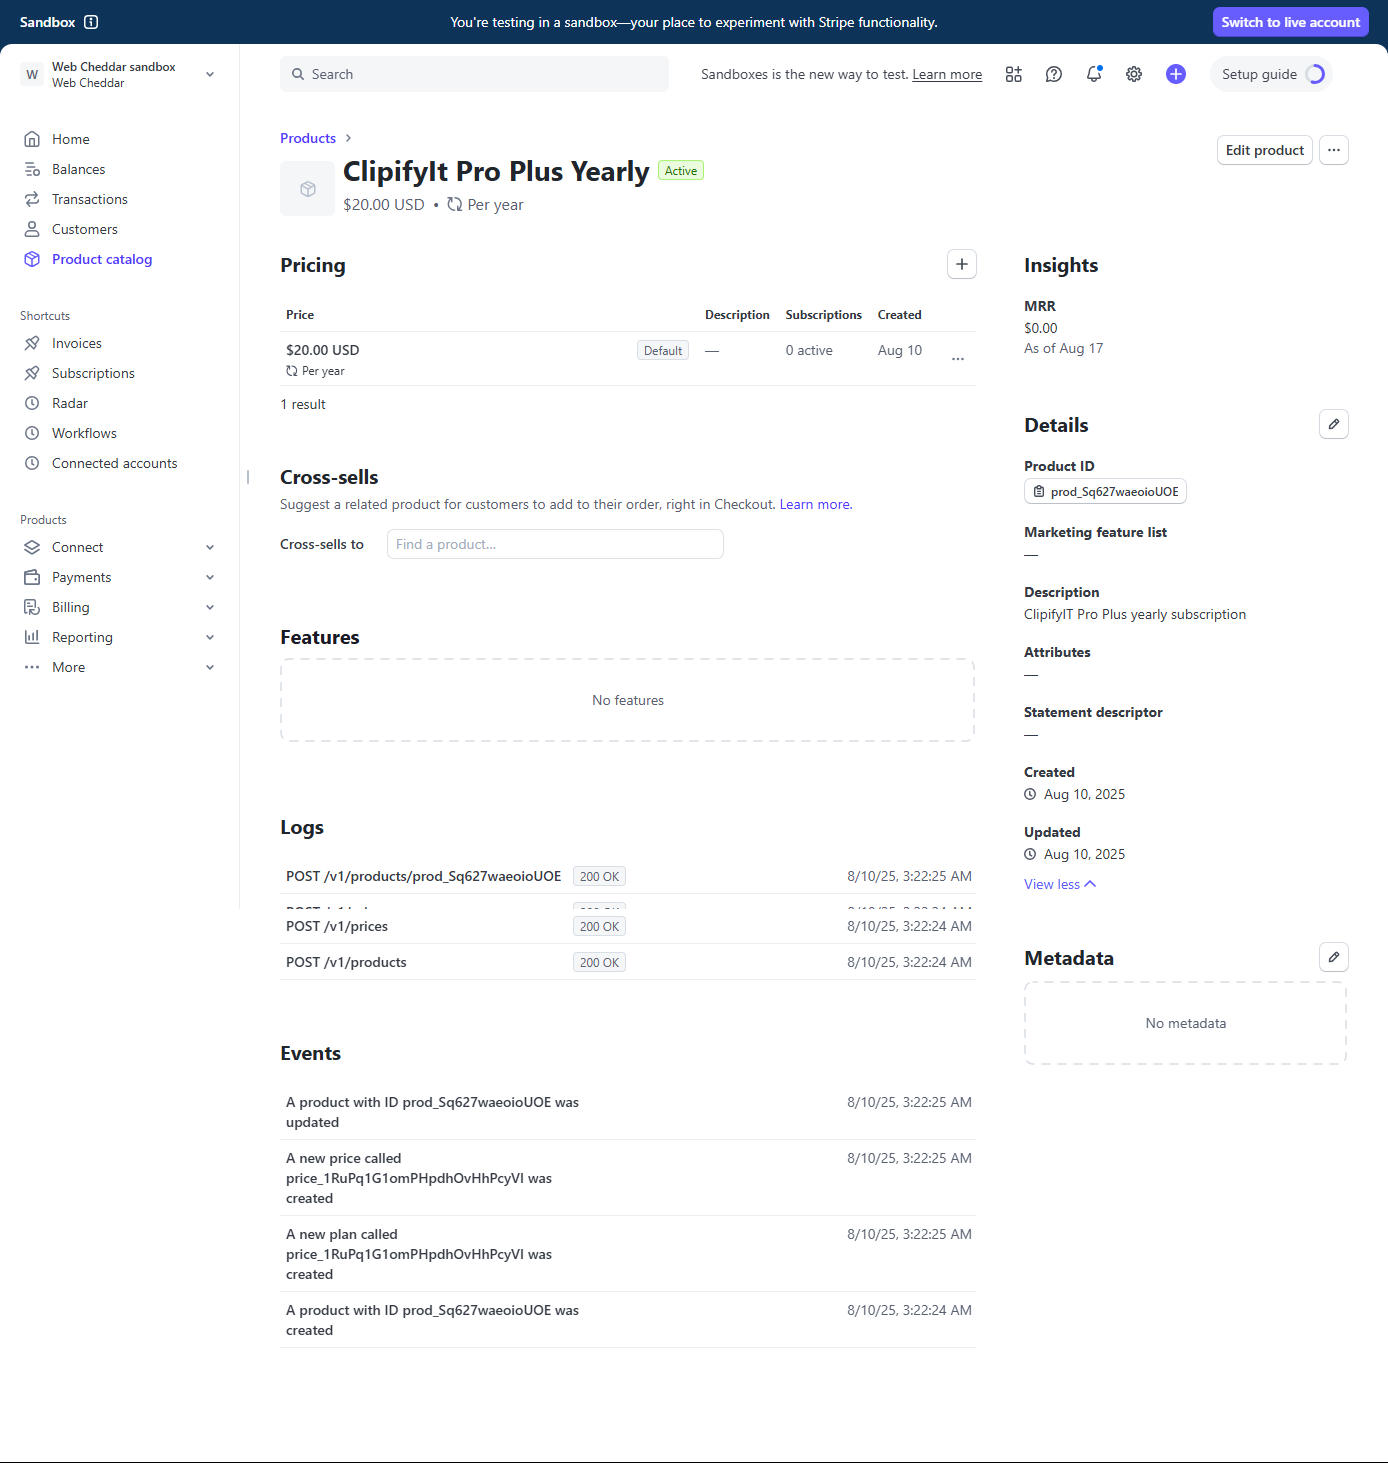 Sandbox
You're testing in a sandbox—your place to experiment with Stripe functionality.
Switch to live account
W
Web Cheddar sandbox
Web Cheddar
Search
Sandboxes is the new way to test. Learn more
Setup guide
Home
Balances
Transactions
Customers
Product catalog
Shortcuts
Invoices
Subscriptions
Radar
Workflows
Connected accounts
Products
Connect
Payments
Billing
Reporting
More
Products
ClipifyIt Pro Plus Yearly
Active
$20.00 USD • Per year
Edit product
Pricing
Price Description Subscriptions Created
$20.00 USD Default — 0 active Aug 10
Per year
1 result
Cross-sells
Suggest a related product for customers to add to their order, right in Checkout. Learn more.
Cross-sells to
Find a product...
Features
No features
Logs
POST /v1/products/prod_Sq627waeoioUOE 200 OK 8/10/25, 3:22:25 AM
POST /v1/prices 200 OK 8/10/25, 3:22:24 AM
POST /v1/products 200 OK 8/10/25, 3:22:24 AM
Events
A product with ID prod_Sq627waeoioUOE was
updated
8/10/25, 3:22:25 AM
A new price called
price_1RuPq1G1omPHpdhOvHhPcyVI was
created
8/10/25, 3:22:25 AM
A new plan called
price_1RuPq1G1omPHpdhOvHhPcyVI was
created
8/10/25, 3:22:25 AM
A product with ID prod_Sq627waeoioUOE was
created
8/10/25, 3:22:24 AM
Insights
MRR
$0.00
As of Aug 17
Details
Product ID
prod_Sq627waeoioUOE
Marketing feature list
—
Description
ClipifyIT Pro Plus yearly subscription
Attributes
—
Statement descriptor
—
Created
Aug 10, 2025
Updated
Aug 10, 2025
View less
Metadata
No metadata